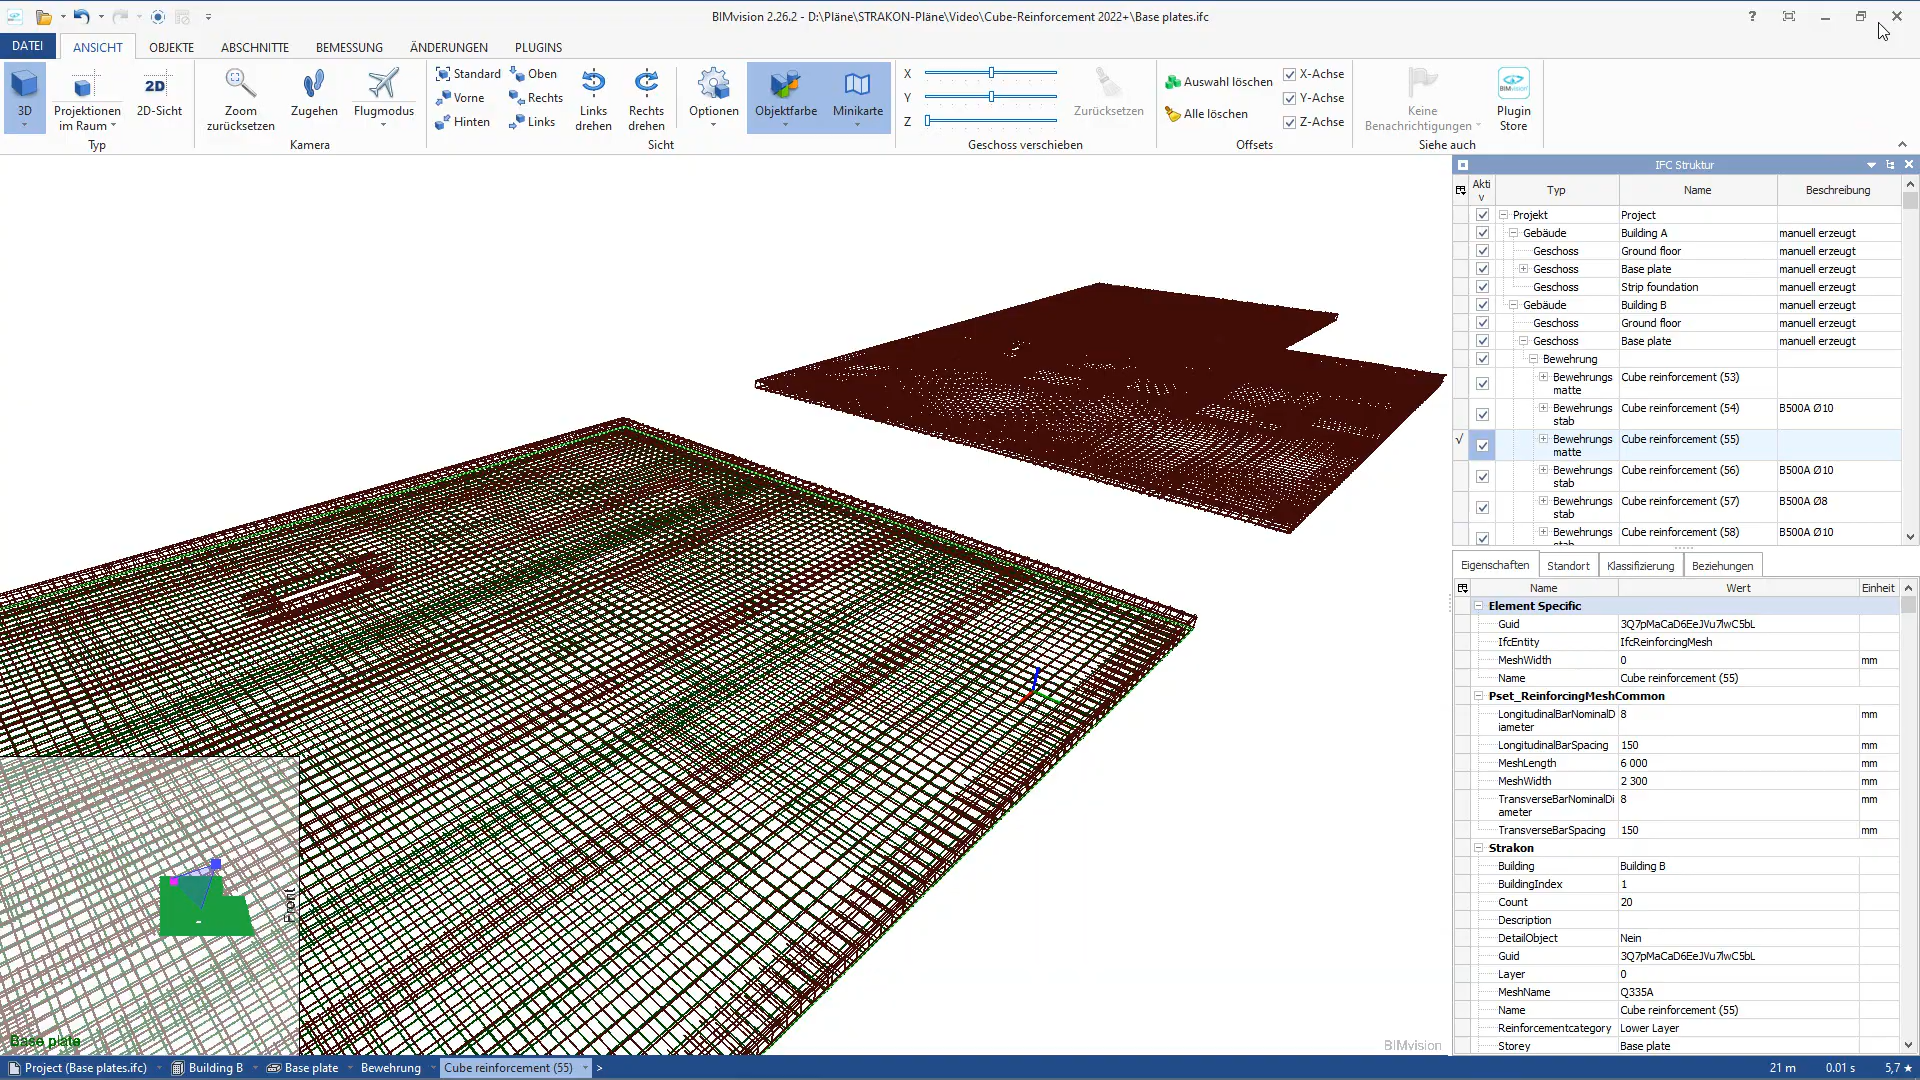 BIMvision 2.26.2 - D:\Pläne\STRAKON-Pläne\Video\Cube-Reinforcement 2022+\Base plates.ifc
DATEI ANSICHT OBJEKTE ABSCHNITTE BEMESSUNG ÄNDERUNGEN PLUGINS
3D
Projektionen im Raum
2D
2D-Sicht
Typ
Zoom zurücksetzen
Zugehen
Flugmodus
Kamera
Standard Oben
Vorne Rechts
Hinten Links
Links drehen
Rechts drehen
Optionen
Objektfarbe
Minikarte
Sicht
X
Y
Z
Zurücksetzen
Geschoss verschieben
Auswahl löschen
Alle löschen
X-Achse
Y-Achse
Z-Achse
Offsets
Keine Benachrichtigungen
BIMvision
Plugin Store
Siehe auch
IFC Struktur
Aktiv Typ Name Beschreibung
Projekt Project
Gebäude Building A manuell erzeugt
Geschoss Ground floor manuell erzeugt
Geschoss Base plate manuell erzeugt
Geschoss Strip foundation manuell erzeugt
Gebäude Building B manuell erzeugt
Geschoss Ground floor manuell erzeugt
Geschoss Base plate manuell erzeugt
Bewehrung
Bewehrungsmatte Cube reinforcement (53)
Bewehrungsstab Cube reinforcement (54) B500A Ø10
Bewehrungsmatte Cube reinforcement (55)
Bewehrungsstab Cube reinforcement (56) B500A Ø10
Bewehrungsstab Cube reinforcement (57) B500A Ø8
Bewehrungsstab Cube reinforcement (58) B500A Ø10
Eigenschaften Standort Klassifizierung Beziehungen
Name Wert Einheit
Element Specific
Guid 3Q7pMaCaD6EeJVu7lwC5bL
IfcEntity IfcReinforcingMesh
MeshWidth 0 mm
Name Cube reinforcement (55)
Pset_ReinforcingMeshCommon
LongitudinalBarNominalDiameter 8 mm
LongitudinalBarSpacing 150 mm
MeshLength 6 000 mm
MeshWidth 2 300 mm
TransverseBarNominalDiameter 8 mm
TransverseBarSpacing 150 mm
Strakon
Building Building B
BuildingIndex 1
Count 20
Description
DetailObject Nein
Guid 3Q7pMaCaD6EeJVu7lwC5bL
Layer 0
MeshName Q335A
Name Cube reinforcement (55)
Reinforcementcategory Lower Layer
Storey Base plate
Front
Base plate
BIMvision
Project (Base plates.ifc) Building B Base plate Bewehrung Cube reinforcement (55) >
21 m 0.01 s 5,7